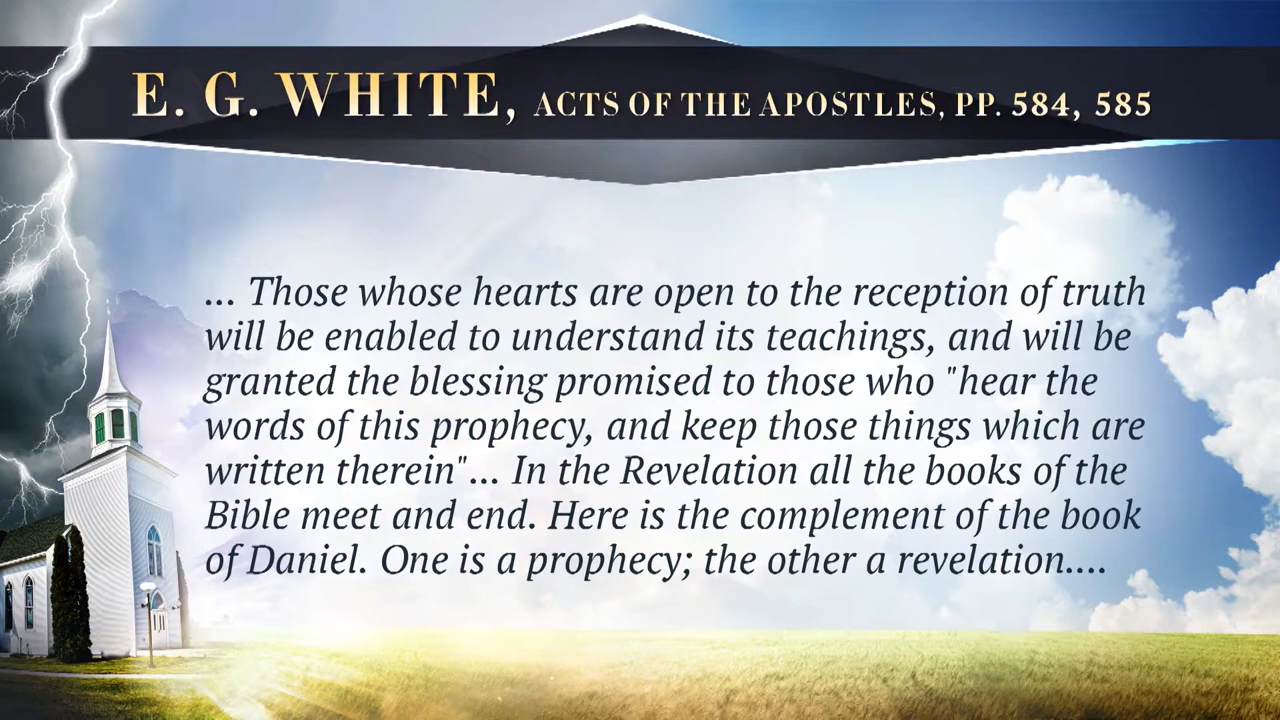 E. G. WHITE, ACTS OF THE APOSTLES, PP. 584, 585
... Those whose hearts are open to the reception of truth
will be enabled to understand its teachings, and will be
granted the blessing promised to those who "hear the
words of this prophecy, and keep those things which are
written therein"... In the Revelation all the books of the
Bible meet and end. Here is the complement of the book
of Daniel. One is a prophecy; the other a revelation....